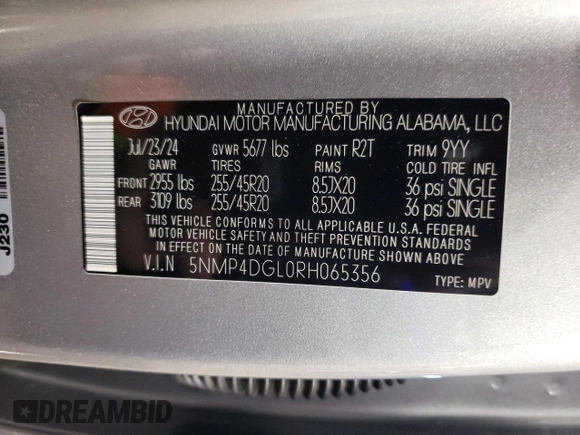 MANUFACTURED BY
HYUNDAI MOTOR MANUFACTURING ALABAMA, LLC
Jul/23/24 GVWR 5677 lbs PAINT R2T TRIM 9YY
GAWR TIRES RIMS COLD TIRE INFL
FRONT 2955 lbs 255/45R20 8.5JX20 36 psi SINGLE
REAR 3109 lbs 255/45R20 8.5JX20 36 psi SINGLE
THIS VEHICLE CONFORMS TO ALL APPLICABLE U.S.A. FEDERAL
MOTOR VEHICLE SAFETY AND THEFT PREVENTION STANDARDS
IN EFFECT ON THE DATE OF MANUFACTURE SHOWN ABOVE.
V.I.N 5NMP4DGL0RH065356
TYPE: MPV
J230
DREAMBID